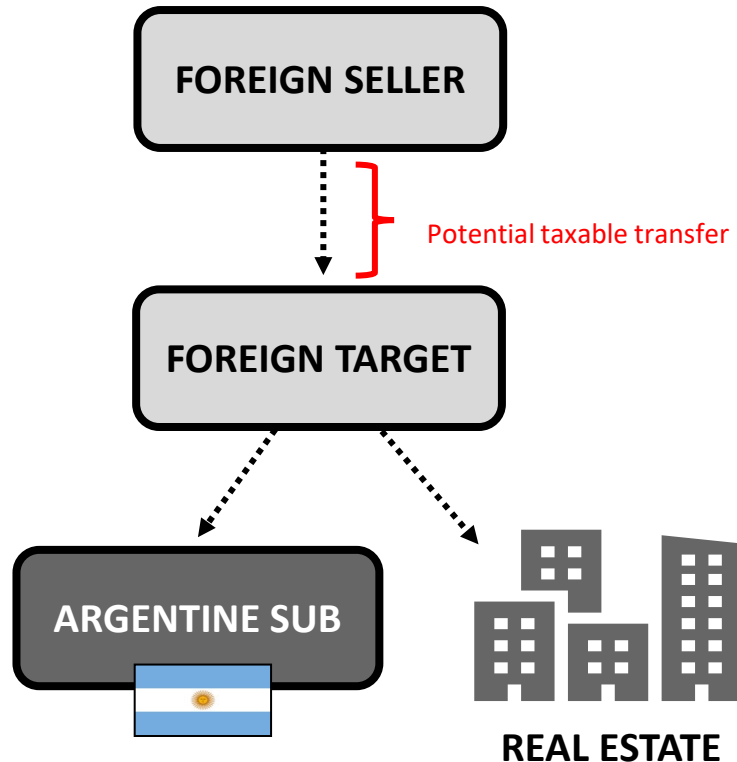 FOREIGN SELLER
Potential taxable transfer
FOREIGN TARGET
ARGENTINE SUB
REAL ESTATE